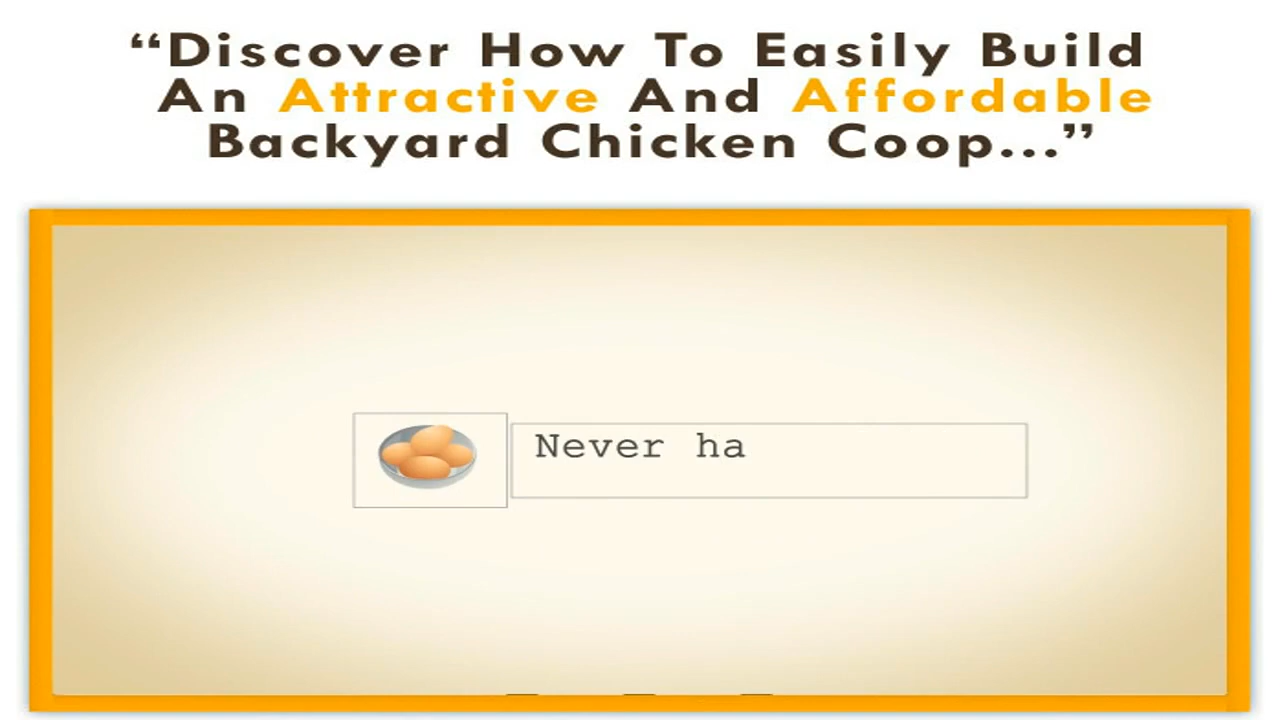 “Discover How To Easily Build
An Attractive And Affordable
Backyard Chicken Coop...”
Never ha